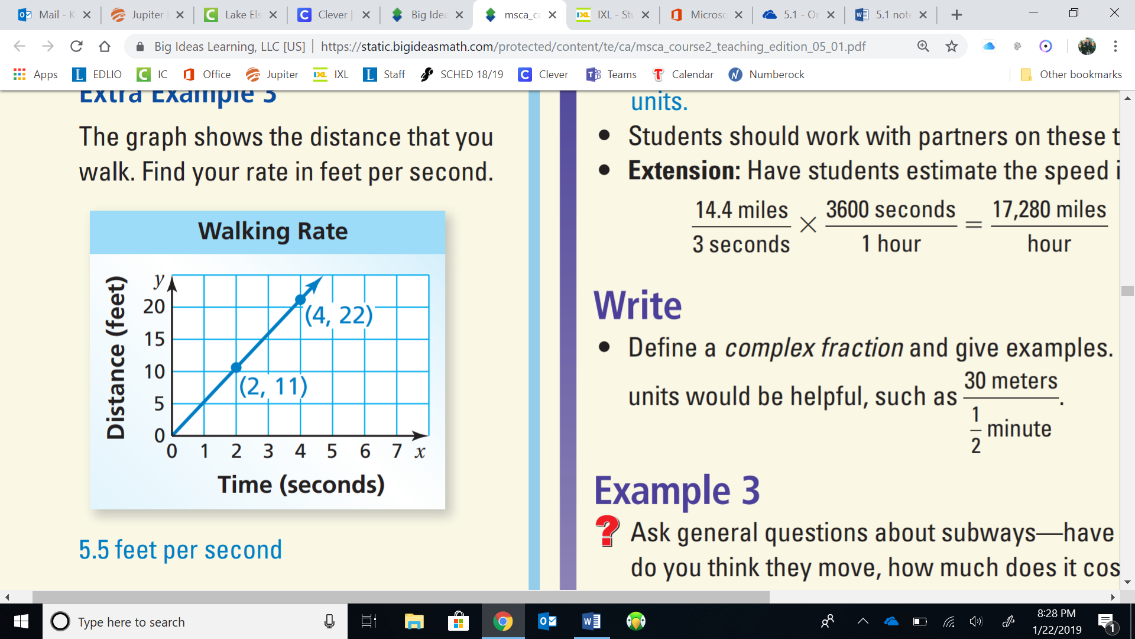 Mail - K
Jupiter
Lake Els
Clever |
Big Idea
msca_co
IXL - Stu
Microso
5.1 - O
5.1 note
Big Ideas Learning, LLC [US] | https://static.bigideasmath.com/protected/content/te/ca/msca_course2_teaching_edition_05_01.pdf
Apps EDLIO IC Office Jupiter IXL Staff SCHED 18/19 Clever Teams Calendar Numberock Other bookmarks
Extra Example 3
The graph shows the distance that you
walk. Find your rate in feet per second.
Walking Rate
Distance (feet)
y
20
15
10
5
0
(4, 22)
(2, 11)
0 1 2 3 4 5 6 7 x
Time (seconds)
5.5 feet per second
units.
• Students should work with partners on these t
• Extension: Have students estimate the speed i
14.4 miles / 3 seconds × 3600 seconds / 1 hour = 17,280 miles / hour
Write
• Define a complex fraction and give examples.
units would be helpful, such as 30 meters / 1/2 minute.
Example 3
? Ask general questions about subways—have
do you think they move, how much does it cos
Type here to search
8:28 PM
1/22/2019
1